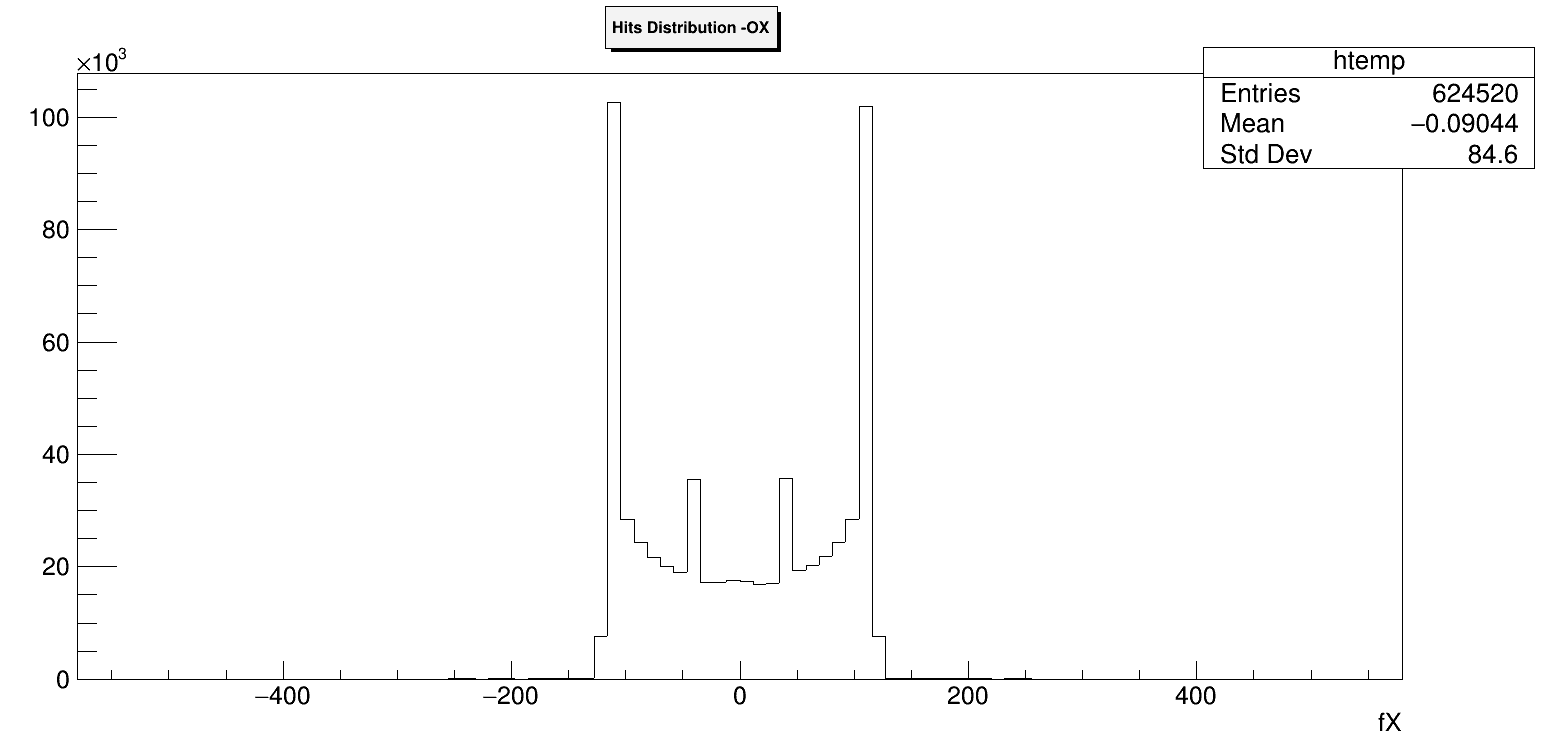 Hits Distribution -OX
×10³
htemp
Entries 624520
Mean −0.09044
Std Dev 84.6
100
80
60
40
20
0
−400 −200 0 200 400
fX